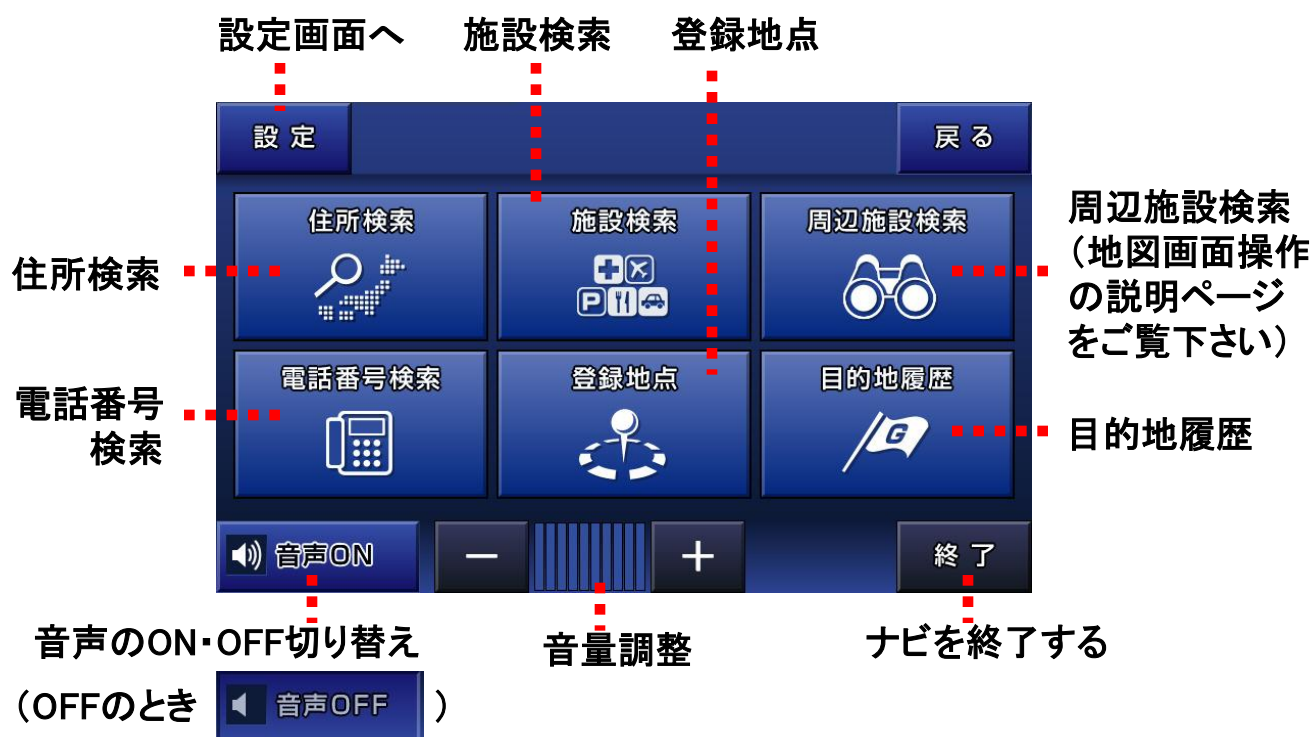 設定画面へ 施設検索 登録地点
設定 戻る
住所検索 施設検索 周辺施設検索
住所検索
周辺施設検索
（地図画面操作
の説明ページ
をご覧下さい）
P
電話番号検索 登録地点 目的地履歴
電話番号
検索
G
目的地履歴
音声ON － ＋ 終了
音声のON・OFF切り替え 音量調整 ナビを終了する
（OFFのとき 音声OFF ）